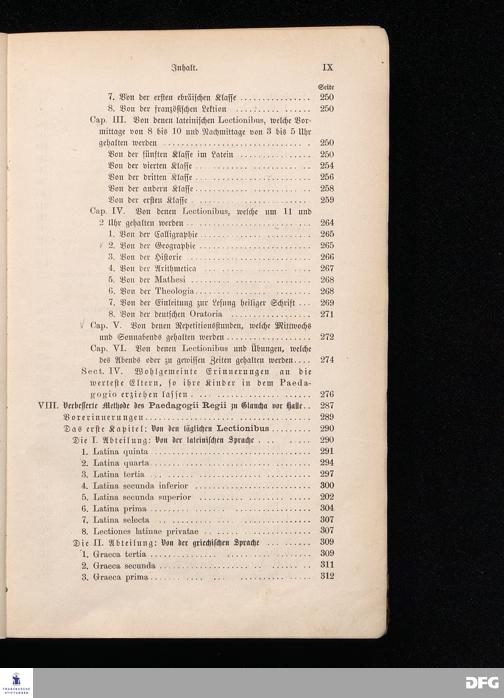 Inhalt. IX
Seite
7. Von der ersten ebräischen Klasse ................ 250
8. Von der französischen Lektion ................ 250
Cap. III. Von denen lateinischen Lectionibus, welche Vor-
mittage von 8 bis 10 und Nachmittage von 3 bis 5 Uhr
gehalten werden ................ 250
Von der fünften Klasse im Latein ................ 250
Von der vierten Klasse ................ 254
Von der dritten Klasse ................ 256
Von der andern Klasse ................ 258
Von der ersten Klasse ................ 259
Cap. IV. Von denen Lectionibus, welche um 11 und
2 Uhr gehalten werden ................ 264
1. Von der Calligraphie ................ 265
2. Von der Geographie ................ 265
3. Von der Historie ................ 266
4. Von der Arithmetica ................ 267
5. Von der Mathesi ................ 268
6. Von der Theologia ................ 268
7. Von der Einleitung zur Lesung heiliger Schrift ... 269
8. Von der deutschen Oratoria ................ 271
Cap. V. Von denen Repetitionsstunden, welche Mittwochs
und Sonnabends gehalten werden ................ 272
Cap. VI. Von denen Lectionibus und Übungen, welche
des Abends oder zu gewissen Zeiten gehalten werden .... 274
Sect. IV. Wohlgemeinte Erinnerungen an die
werteste Eltern, so ihre Kinder in dem Paeda-
gogio erziehen lassen ................ 276
VIII. Verbesserte Methode des Paedagogii Regii zu Glaucha vor Halle .. 287
Vorerinnerungen ................ 289
Das erste Kapitel: Von den täglichen Lectionibus ......... 290
Die I. Abteilung: Von der lateinischen Sprache ......... 290
1. Latina quinta ................ 291
2. Latina quarta ................ 294
3. Latina tertia ................ 297
4. Latina secunda inferior ................ 300
5. Latina secunda superior ................ 202
6. Latina prima ................ 304
7. Latina selecta ................ 307
8. Lectiones latinae privatae ................ 307
Die II. Abteilung: Von der griechischen Sprache ......... 309
1. Graeca tertia ................ 309
2. Graeca secunda ................ 311
3. Graeca prima ................ 312
FRANCKESCHE
STIFTUNGEN
DFG